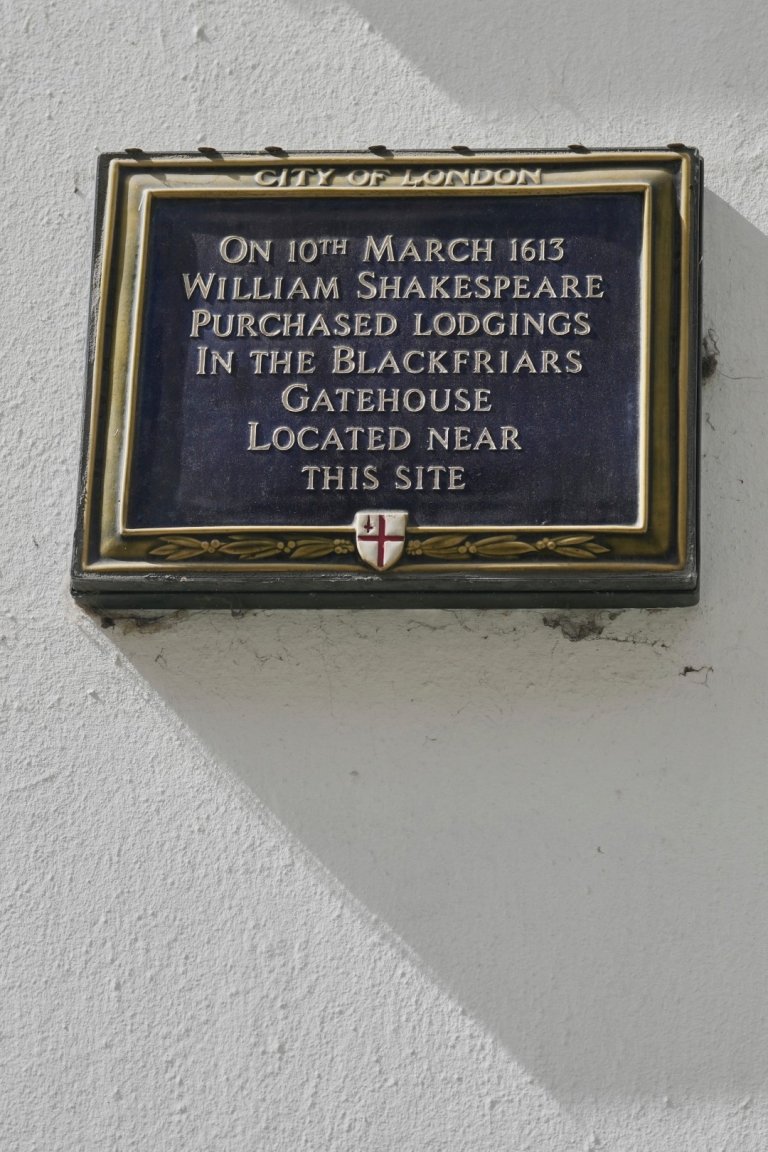 CITY OF LONDON
ON 10TH MARCH 1613
WILLIAM SHAKESPEARE
PURCHASED LODGINGS
IN THE BLACKFRIARS
GATEHOUSE
LOCATED NEAR
THIS SITE